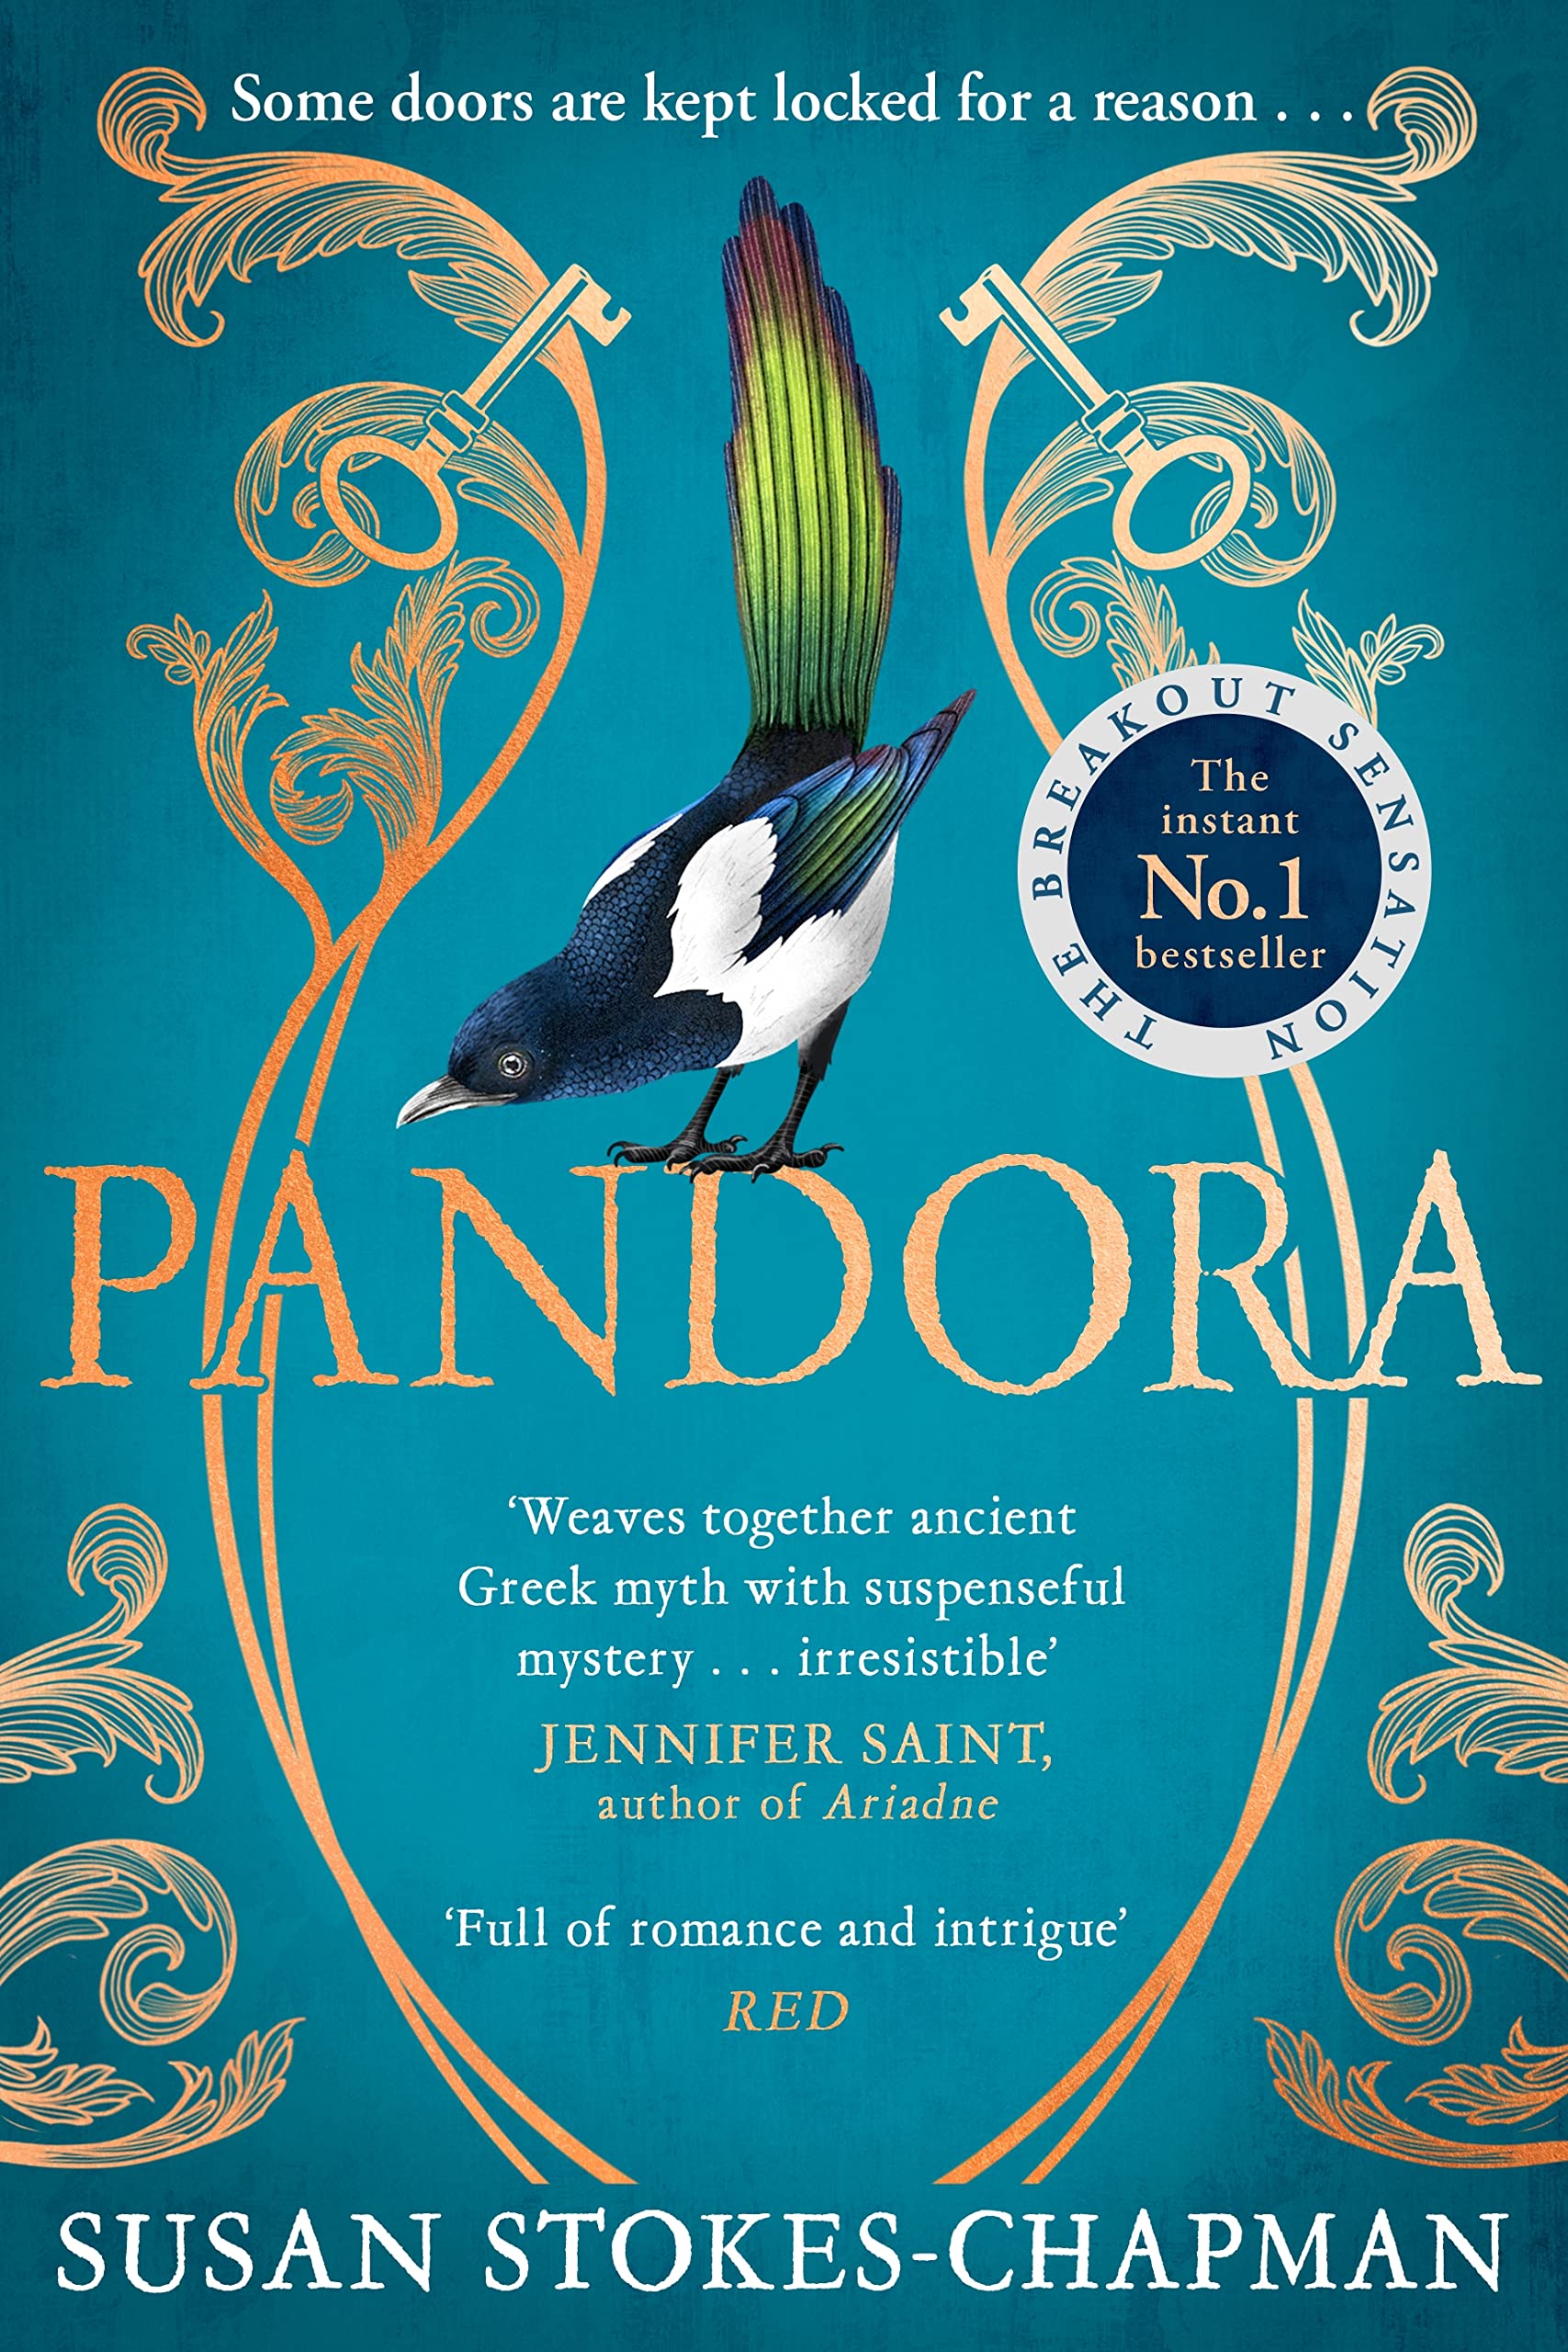 Some doors are kept locked for a reason . . .
THE BREAKOUT SENSATION
The
instant
No.1
bestseller
PANDORA
‘Weaves together ancient
Greek myth with suspenseful
mystery . . . irresistible’
JENNIFER SAINT,
author of Ariadne
‘Full of romance and intrigue’
RED
SUSAN STOKES-CHAPMAN